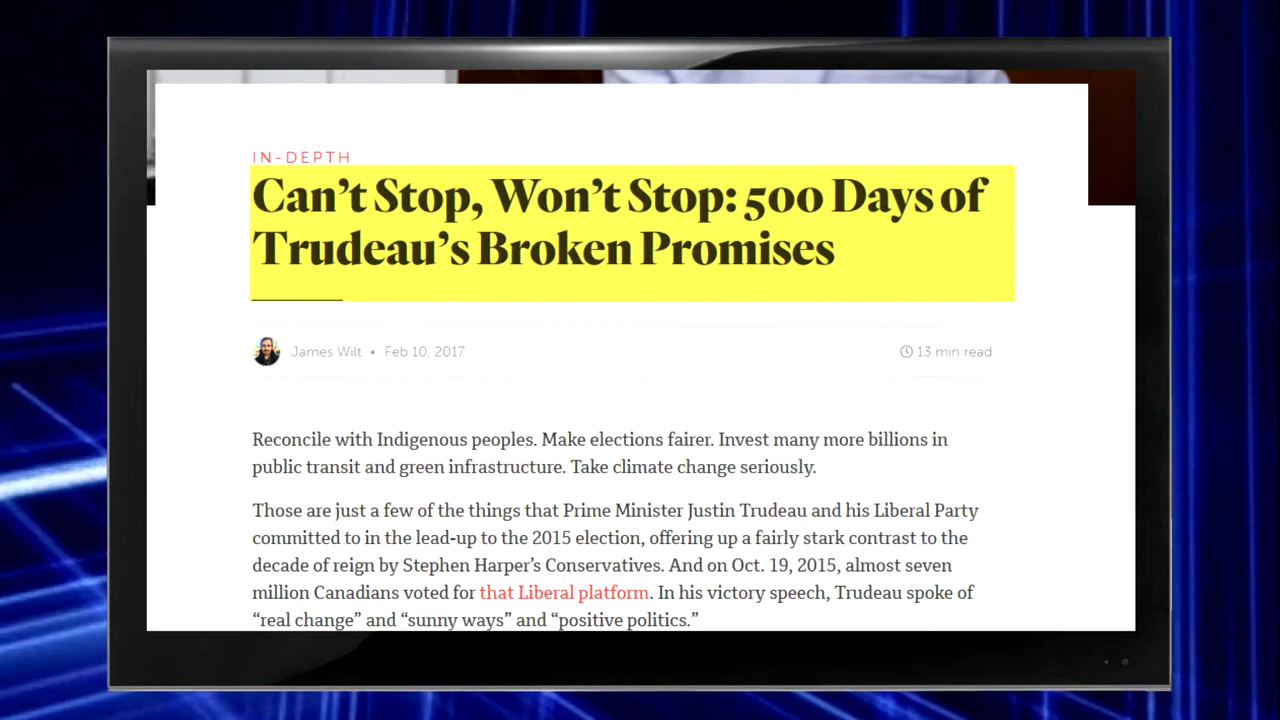 IN-DEPTH
Can’t Stop, Won’t Stop: 500 Days of
Trudeau’s Broken Promises
James Wilt • Feb 10, 2017
13 min read
Reconcile with Indigenous peoples. Make elections fairer. Invest many more billions in
public transit and green infrastructure. Take climate change seriously.
Those are just a few of the things that Prime Minister Justin Trudeau and his Liberal Party
committed to in the lead-up to the 2015 election, offering up a fairly stark contrast to the
decade of reign by Stephen Harper’s Conservatives. And on Oct. 19, 2015, almost seven
million Canadians voted for that Liberal platform. In his victory speech, Trudeau spoke of
“real change” and “sunny ways” and “positive politics.”